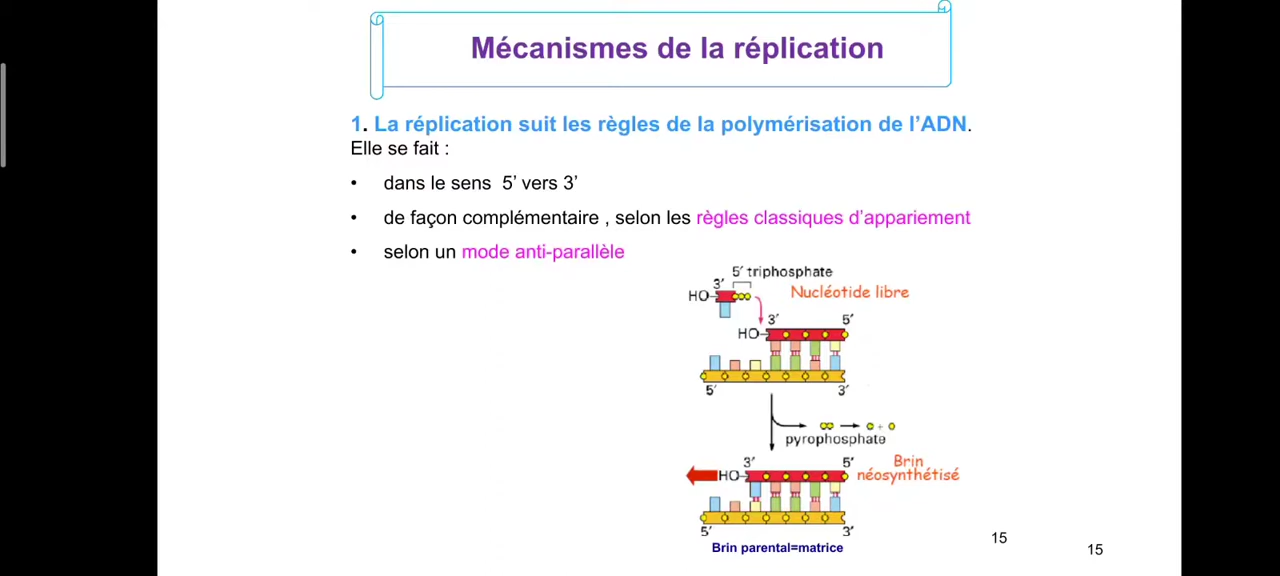 Mécanismes de la réplication
1. La réplication suit les règles de la polymérisation de l’ADN.
Elle se fait :
• dans le sens 5’ vers 3’
• de façon complémentaire , selon les règles classiques d’appariement
• selon un mode anti-parallèle
5′ triphosphate
3′
HO
Nucléotide libre
3′ 5′
HO
5′ 3′
+
pyrophosphate
3′ 5′ Brin
HO néosynthétisé
5′ 3′
Brin parental=matrice
15
15